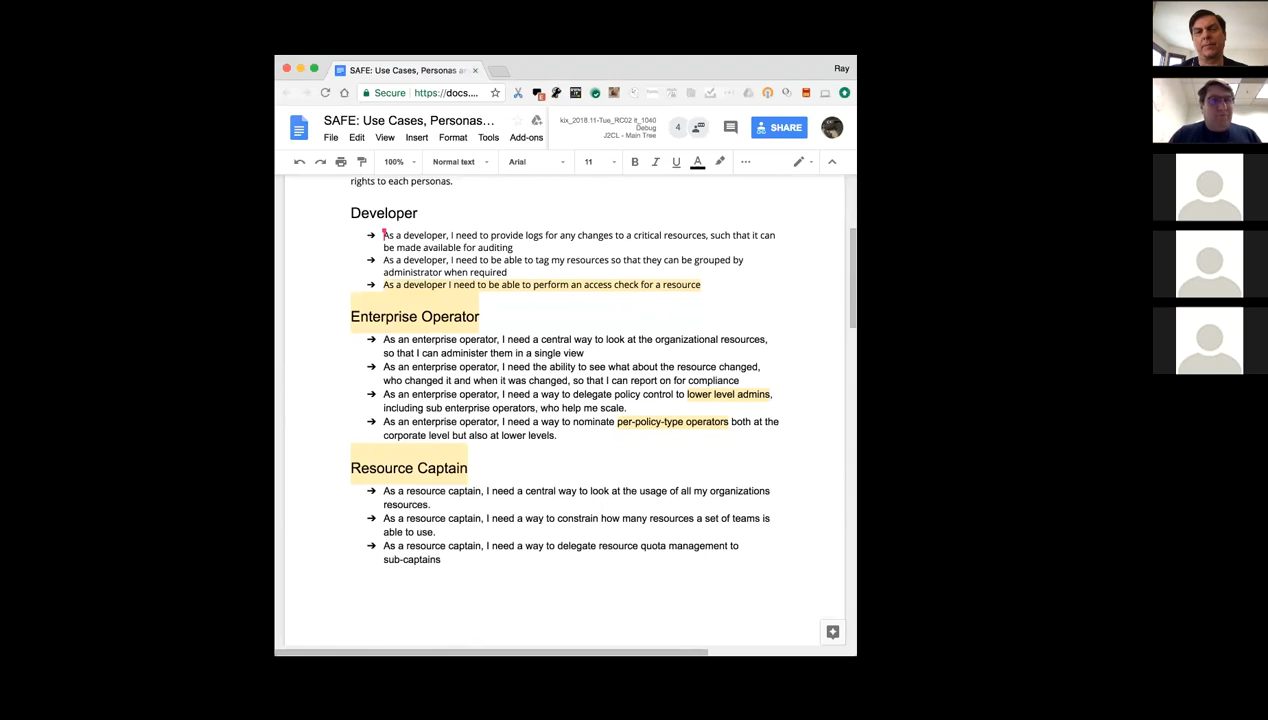 SAFE: Use Cases, Personas an
Ray
Secure
https://docs....
SAFE: Use Cases, Personas...
File Edit View Insert Format Tools Add-ons
kix_2018.11-Tue_RC02 it_1040
Debug
J2CL - Main Tree
4
SHARE
100% Normal text Arial 11 B I U A
rights to each personas.
Developer
➔ As a developer, I need to provide logs for any changes to a critical resources, such that it can
be made available for auditing
➔ As a developer, I need to be able to tag my resources so that they can be grouped by
administrator when required
➔ As a developer I need to be able to perform an access check for a resource
Enterprise Operator
➔ As an enterprise operator, I need a central way to look at the organizational resources,
so that I can administer them in a single view
➔ As an enterprise operator, I need the ability to see what about the resource changed,
who changed it and when it was changed, so that I can report on for compliance
➔ As an enterprise operator, I need a way to delegate policy control to lower level admins,
including sub enterprise operators, who help me scale.
➔ As an enterprise operator, I need a way to nominate per-policy-type operators both at the
corporate level but also at lower levels.
Resource Captain
➔ As a resource captain, I need a central way to look at the usage of all my organizations
resources.
➔ As a resource captain, I need a way to constrain how many resources a set of teams is
able to use.
➔ As a resource captain, I need a way to delegate resource quota management to
sub-captains